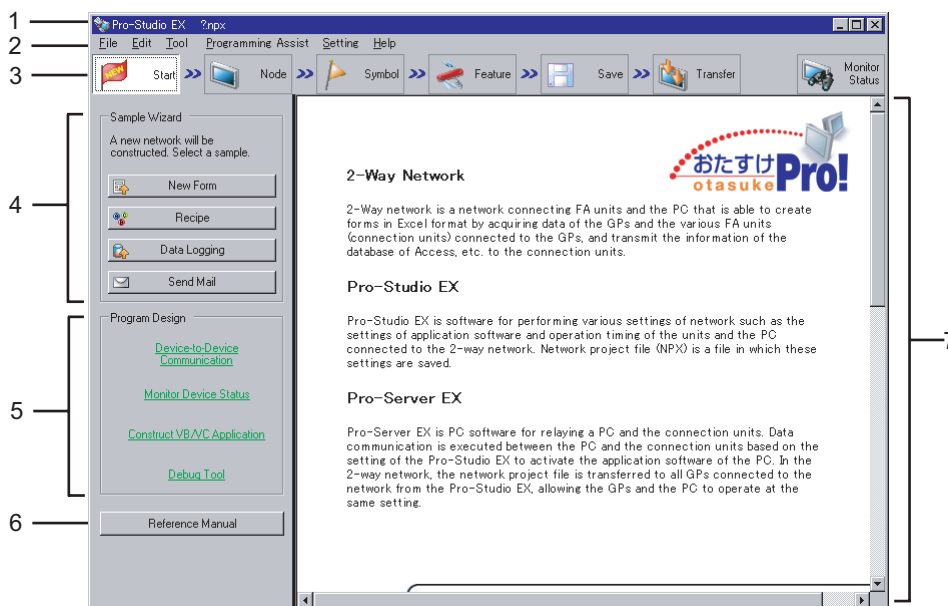 1
Pro-Studio EX ?.npx
2
File Edit Tool Programming Assist Setting Help
3
NEW Start >> Node >> Symbol >> Feature >> Save >> Transfer Monitor Status
4
Sample Wizard
A new network will be
constructed. Select a sample.
New Form
Recipe
Data Logging
Send Mail
5
Program Design
Device-to-Device
Communication
Monitor Device Status
Construct VB/VC Application
Debug Tool
6
Reference Manual
おたすけ Pro!
otasuke
2-Way Network
2-Way network is a network connecting FA units and the PC that is able to create
forms in Excel format by acquiring data of the GPs and the various FA units
(connection units) connected to the GPs, and transmit the information of the
database of Access, etc. to the connection units.
Pro-Studio EX
Pro-Studio EX is software for performing various settings of network such as the
settings of application software and operation timing of the units and the PC
connected to the 2-way network. Network project file (NPX) is a file in which these
settings are saved.
Pro-Server EX
Pro-Server EX is PC software for relaying a PC and the connection units. Data
communication is executed between the PC and the connection units based on the
setting of the Pro-Studio EX to activate the application software of the PC. In the
2-way network, the network project file is transferred to all GPs connected to the
network from the Pro-Studio EX, allowing the GPs and the PC to operate at the
same setting.
7